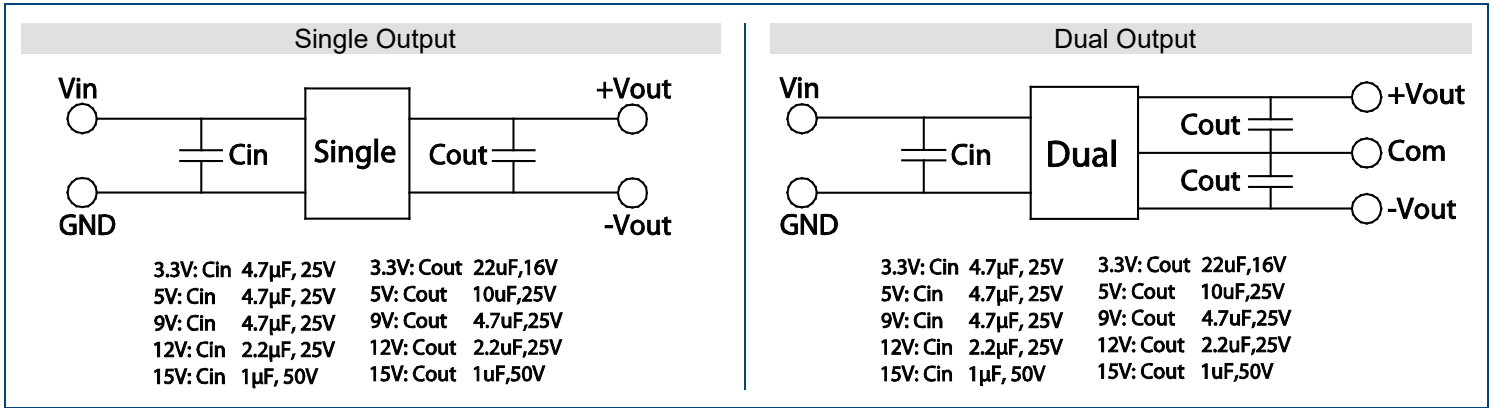 Single Output
Vin
+Vout
Cin
Single
Cout
GND
-Vout
3.3V: Cin 4.7μF, 25V
5V: Cin 4.7μF, 25V
9V: Cin 4.7μF, 25V
12V: Cin 2.2μF, 25V
15V: Cin 1μF, 50V
3.3V: Cout 22uF,16V
5V: Cout 10uF,25V
9V: Cout 4.7uF,25V
12V: Cout 2.2uF,25V
15V: Cout 1uF,50V
Dual Output
Vin
+Vout
Cout
Cin
Dual
Com
Cout
GND
-Vout
3.3V: Cin 4.7μF, 25V
5V: Cin 4.7μF, 25V
9V: Cin 4.7μF, 25V
12V: Cin 2.2μF, 25V
15V: Cin 1μF, 50V
3.3V: Cout 22uF,16V
5V: Cout 10uF,25V
9V: Cout 4.7uF,25V
12V: Cout 2.2uF,25V
15V: Cout 1uF,50V